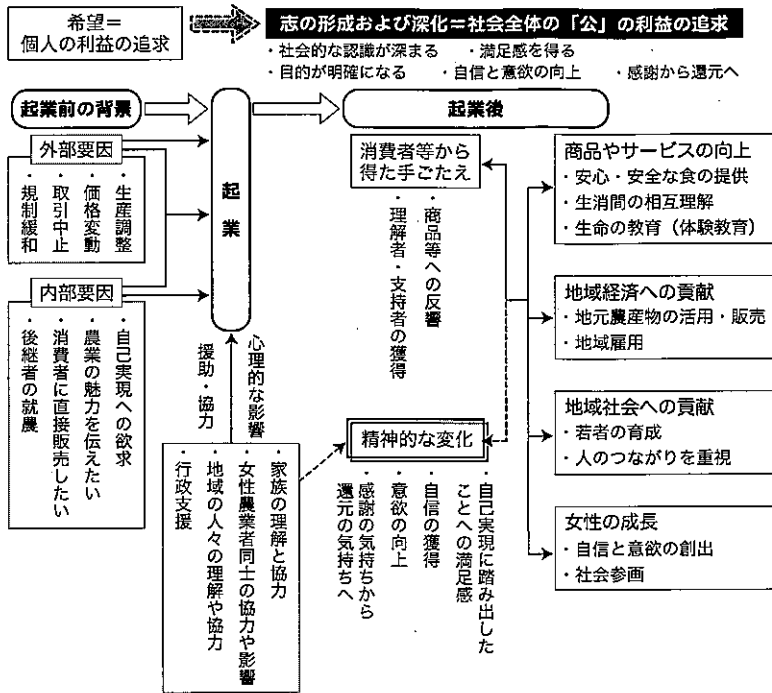 希望＝
個人の利益の追求
志の形成および深化＝社会全体の「公」の利益の追求
・社会的な認識が深まる　・満足感を得る
・目的が明確になる　・自信と意欲の向上　・感謝から還元へ
起業前の背景
起業
起業後
外部要因
・生産調整
・価格変動
・取引中止
・規制緩和
内部要因
・自己実現への欲求
・農業の魅力を伝えたい
・消費者に直接販売したい
・後継者の就農
心理的な影響
援助・協力
・家族の理解と協力
・女性農業者同士の協力や影響
・地域の人々の理解や協力
・行政支援
消費者等から
得た手ごたえ
・商品等への反響
・理解者・支持者の獲得
精神的な変化
・自己実現に踏み出した
ことへの満足感
・自信の獲得
・意欲の向上
・感謝の気持ちから
還元の気持ちへ
商品やサービスの向上
・安心・安全な食の提供
・生消間の相互理解
・生命の教育（体験教育）
地域経済への貢献
・地元農産物の活用・販売
・地域雇用
地域社会への貢献
・若者の育成
・人のつながりを重視
女性の成長
・自信と意欲の創出
・社会参画